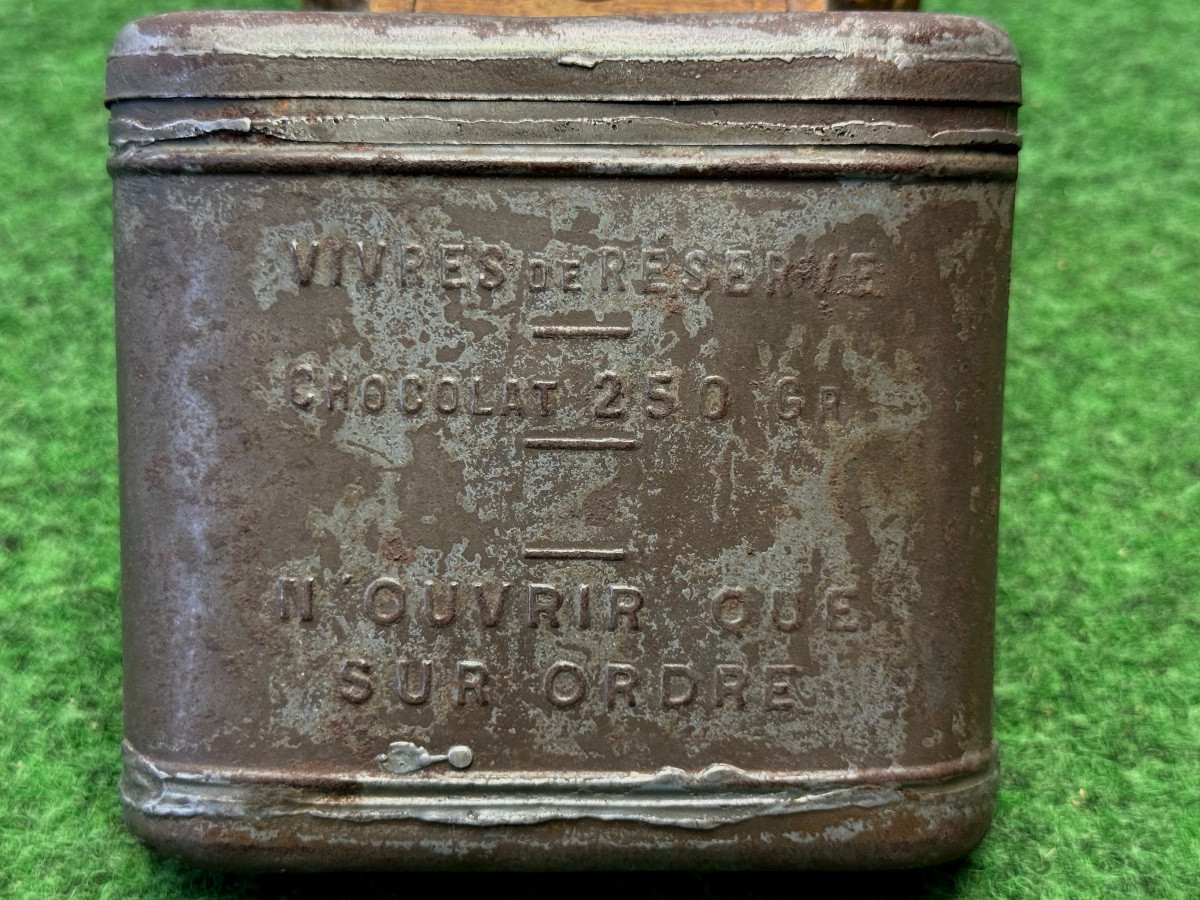 VIVRES DE RESERVE
CHOCOLAT 250 GR
N'OUVRIR QUE
SUR ORDRE